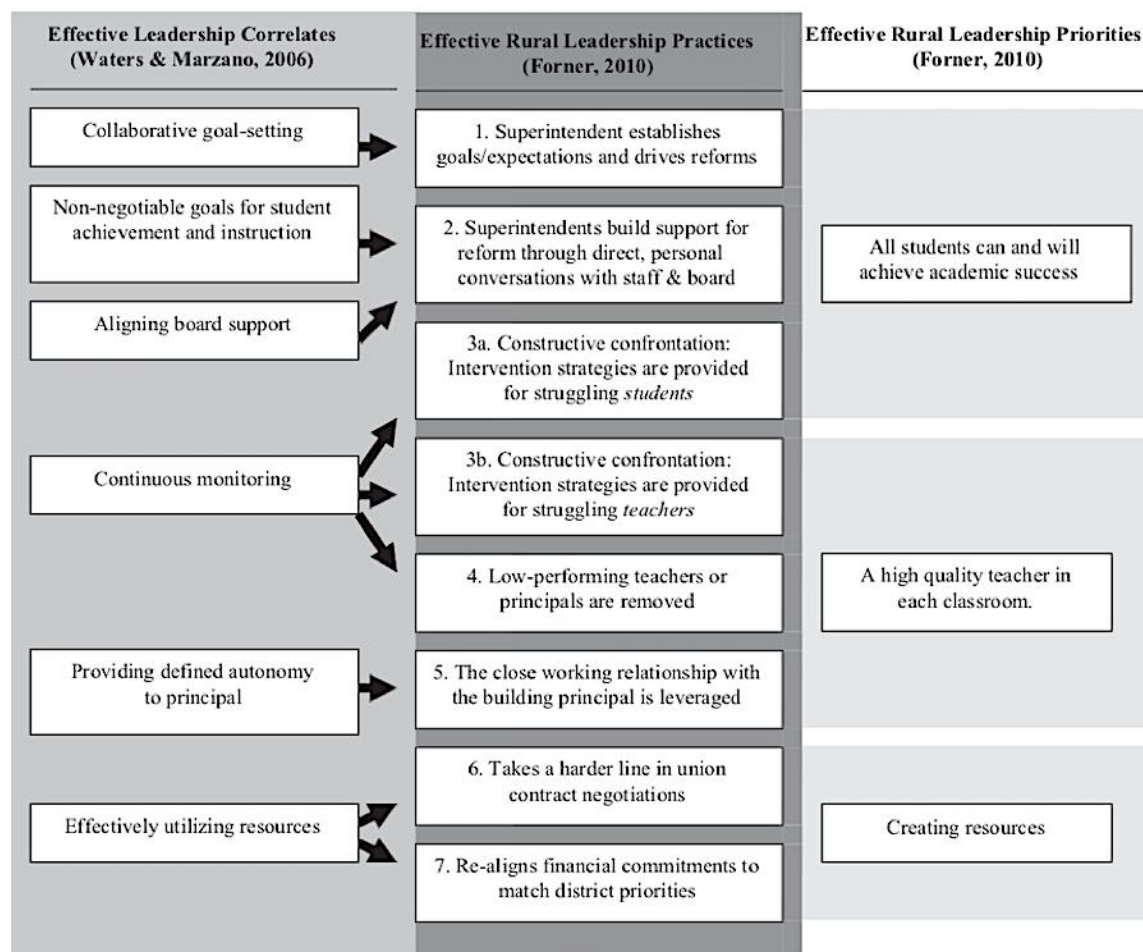 Effective Leadership Correlates
(Waters & Marzano, 2006)
Collaborative goal-setting
Non-negotiable goals for student
achievement and instruction
Aligning board support
Continuous monitoring
Providing defined autonomy
to principal
Effectively utilizing resources
Effective Rural Leadership Practices
(Forner, 2010)
1. Superintendent establishes
goals/expectations and drives reforms
2. Superintendents build support for
reform through direct, personal
conversations with staff & board
3a. Constructive confrontation:
Intervention strategies are provided
for struggling students
3b. Constructive confrontation:
Intervention strategies are provided
for struggling teachers
4. Low-performing teachers or
principals are removed
5. The close working relationship with
the building principal is leveraged
6. Takes a harder line in union
contract negotiations
7. Re-aligns financial commitments to
match district priorities
Effective Rural Leadership Priorities
(Forner, 2010)
All students can and will
achieve academic success
A high quality teacher in
each classroom.
Creating resources